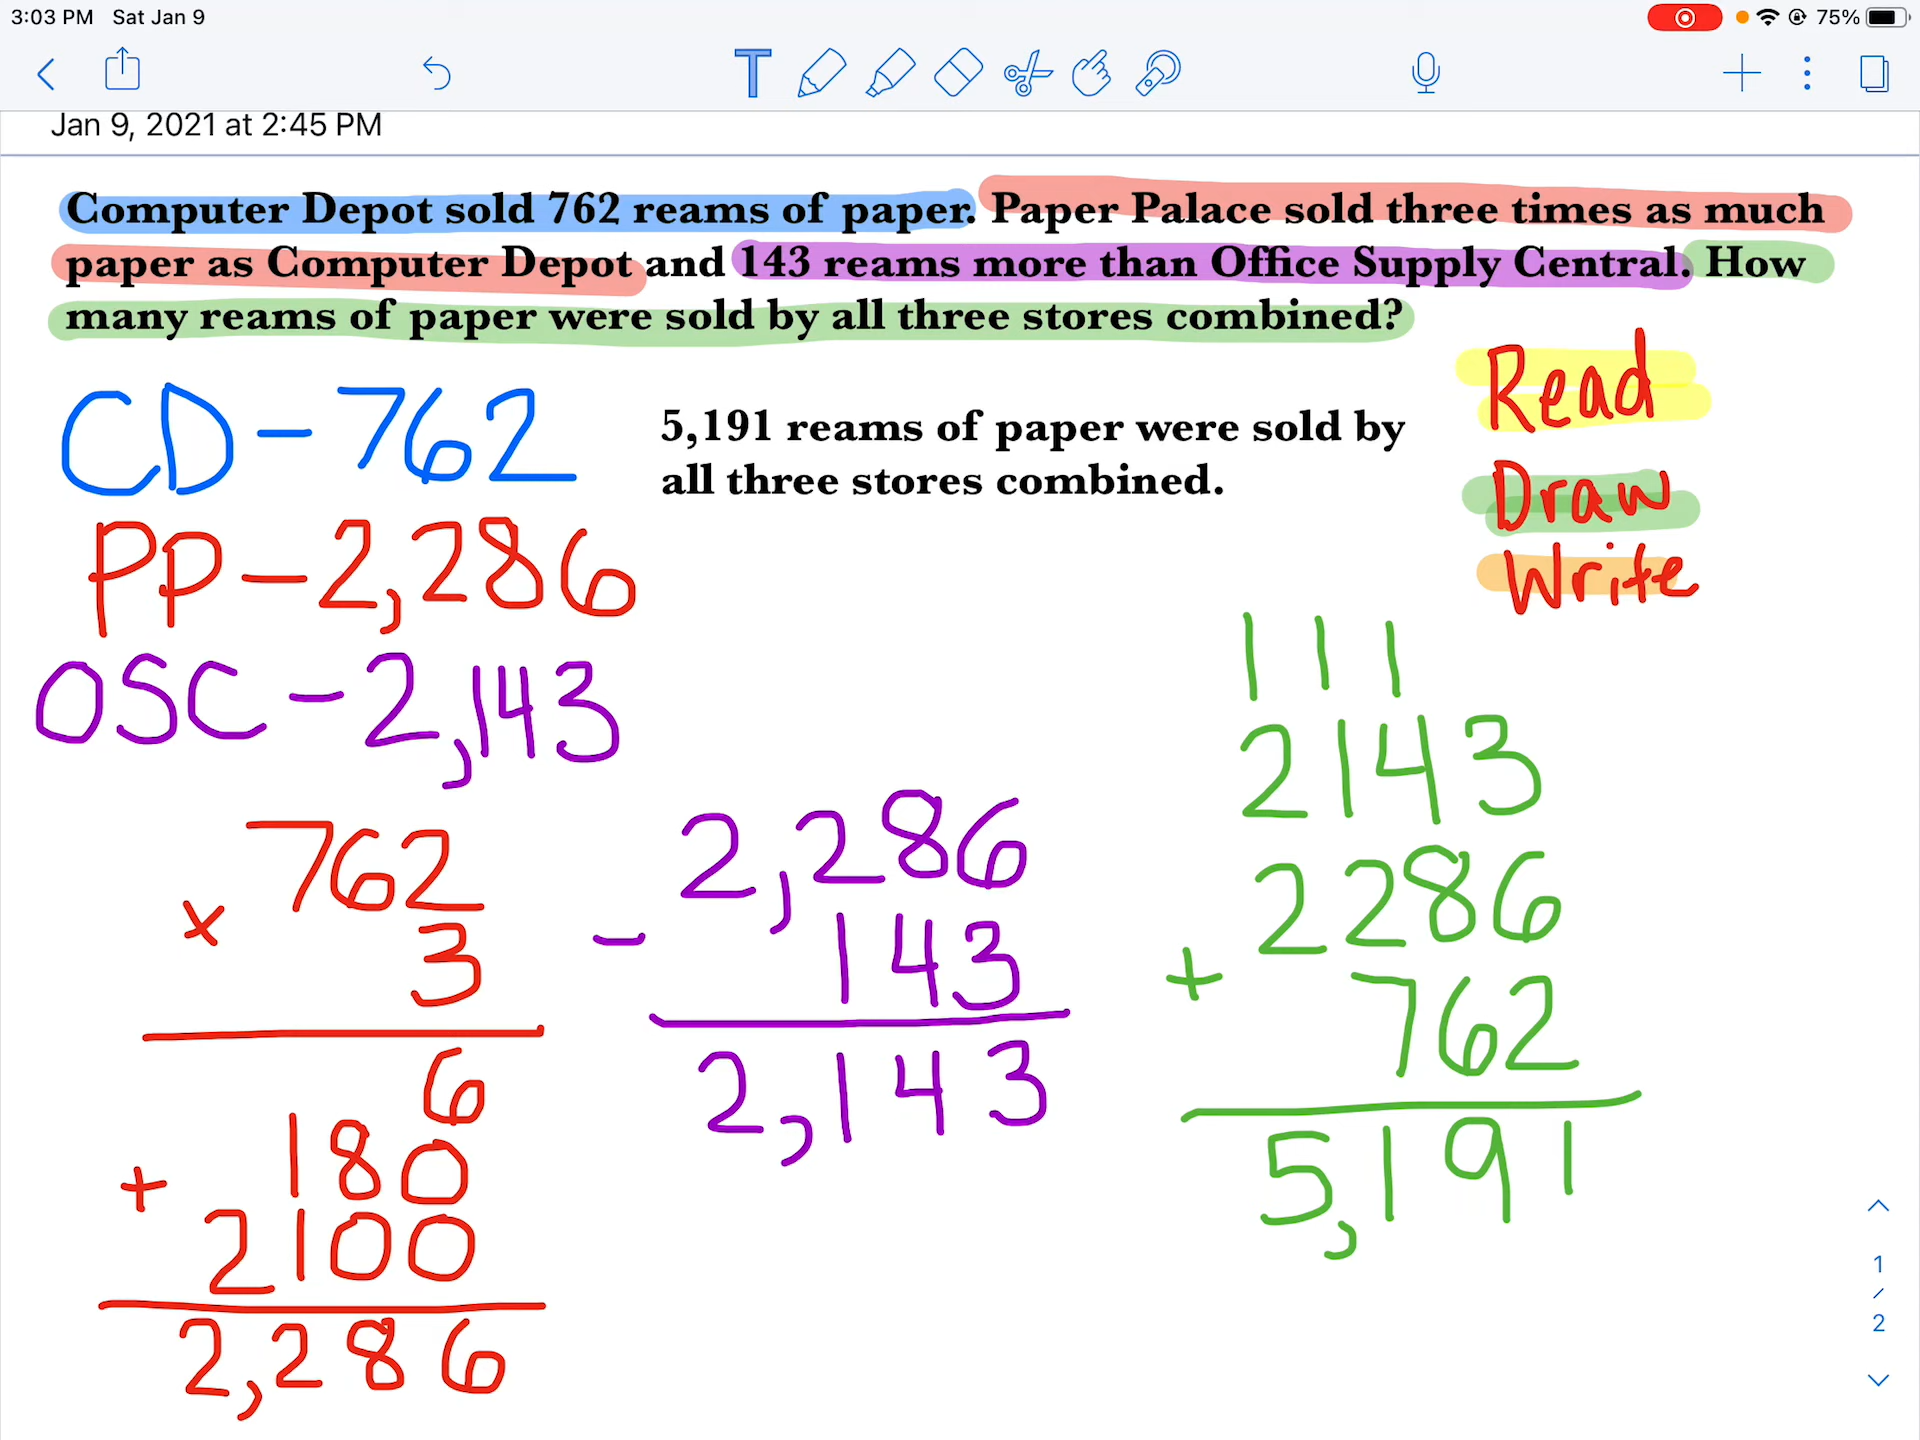 3:03 PM Sat Jan 9
75%
Jan 9, 2021 at 2:45 PM
Computer Depot sold 762 reams of paper. Paper Palace sold three times as much
paper as Computer Depot and 143 reams more than Office Supply Central. How
many reams of paper were sold by all three stores combined?
CD - 762
PP - 2,286
OSC - 2,143
5,191 reams of paper were sold by
all three stores combined.
Read
Draw
Write
762
x 3
6
180
+ 2100
2,286
2,286
- 143
2,143
1 1 1
2143
2286
+ 762
5,191
1
/
2